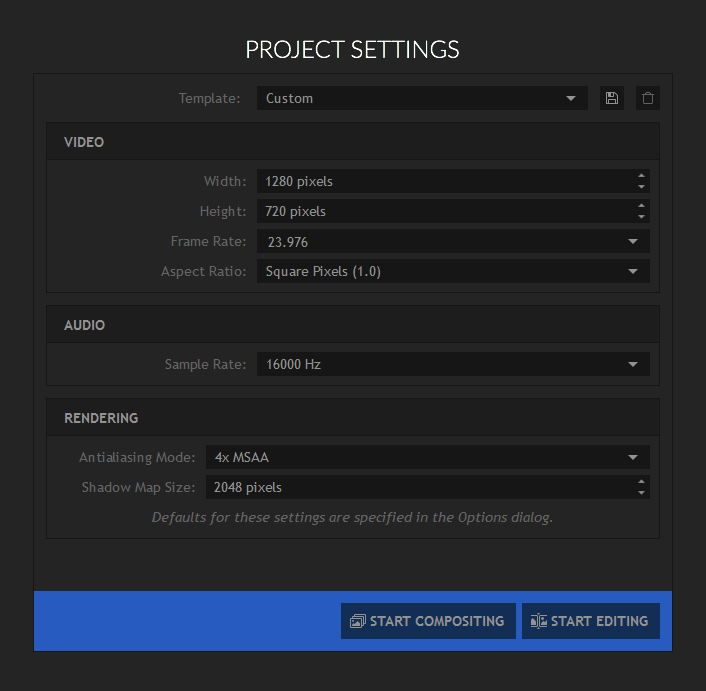 PROJECT SETTINGS
Template: Custom
VIDEO
Width: 1280 pixels
Height: 720 pixels
Frame Rate: 23.976
Aspect Ratio: Square Pixels (1.0)
AUDIO
Sample Rate: 16000 Hz
RENDERING
Antialiasing Mode: 4x MSAA
Shadow Map Size: 2048 pixels
Defaults for these settings are specified in the Options dialog.
START COMPOSITING START EDITING